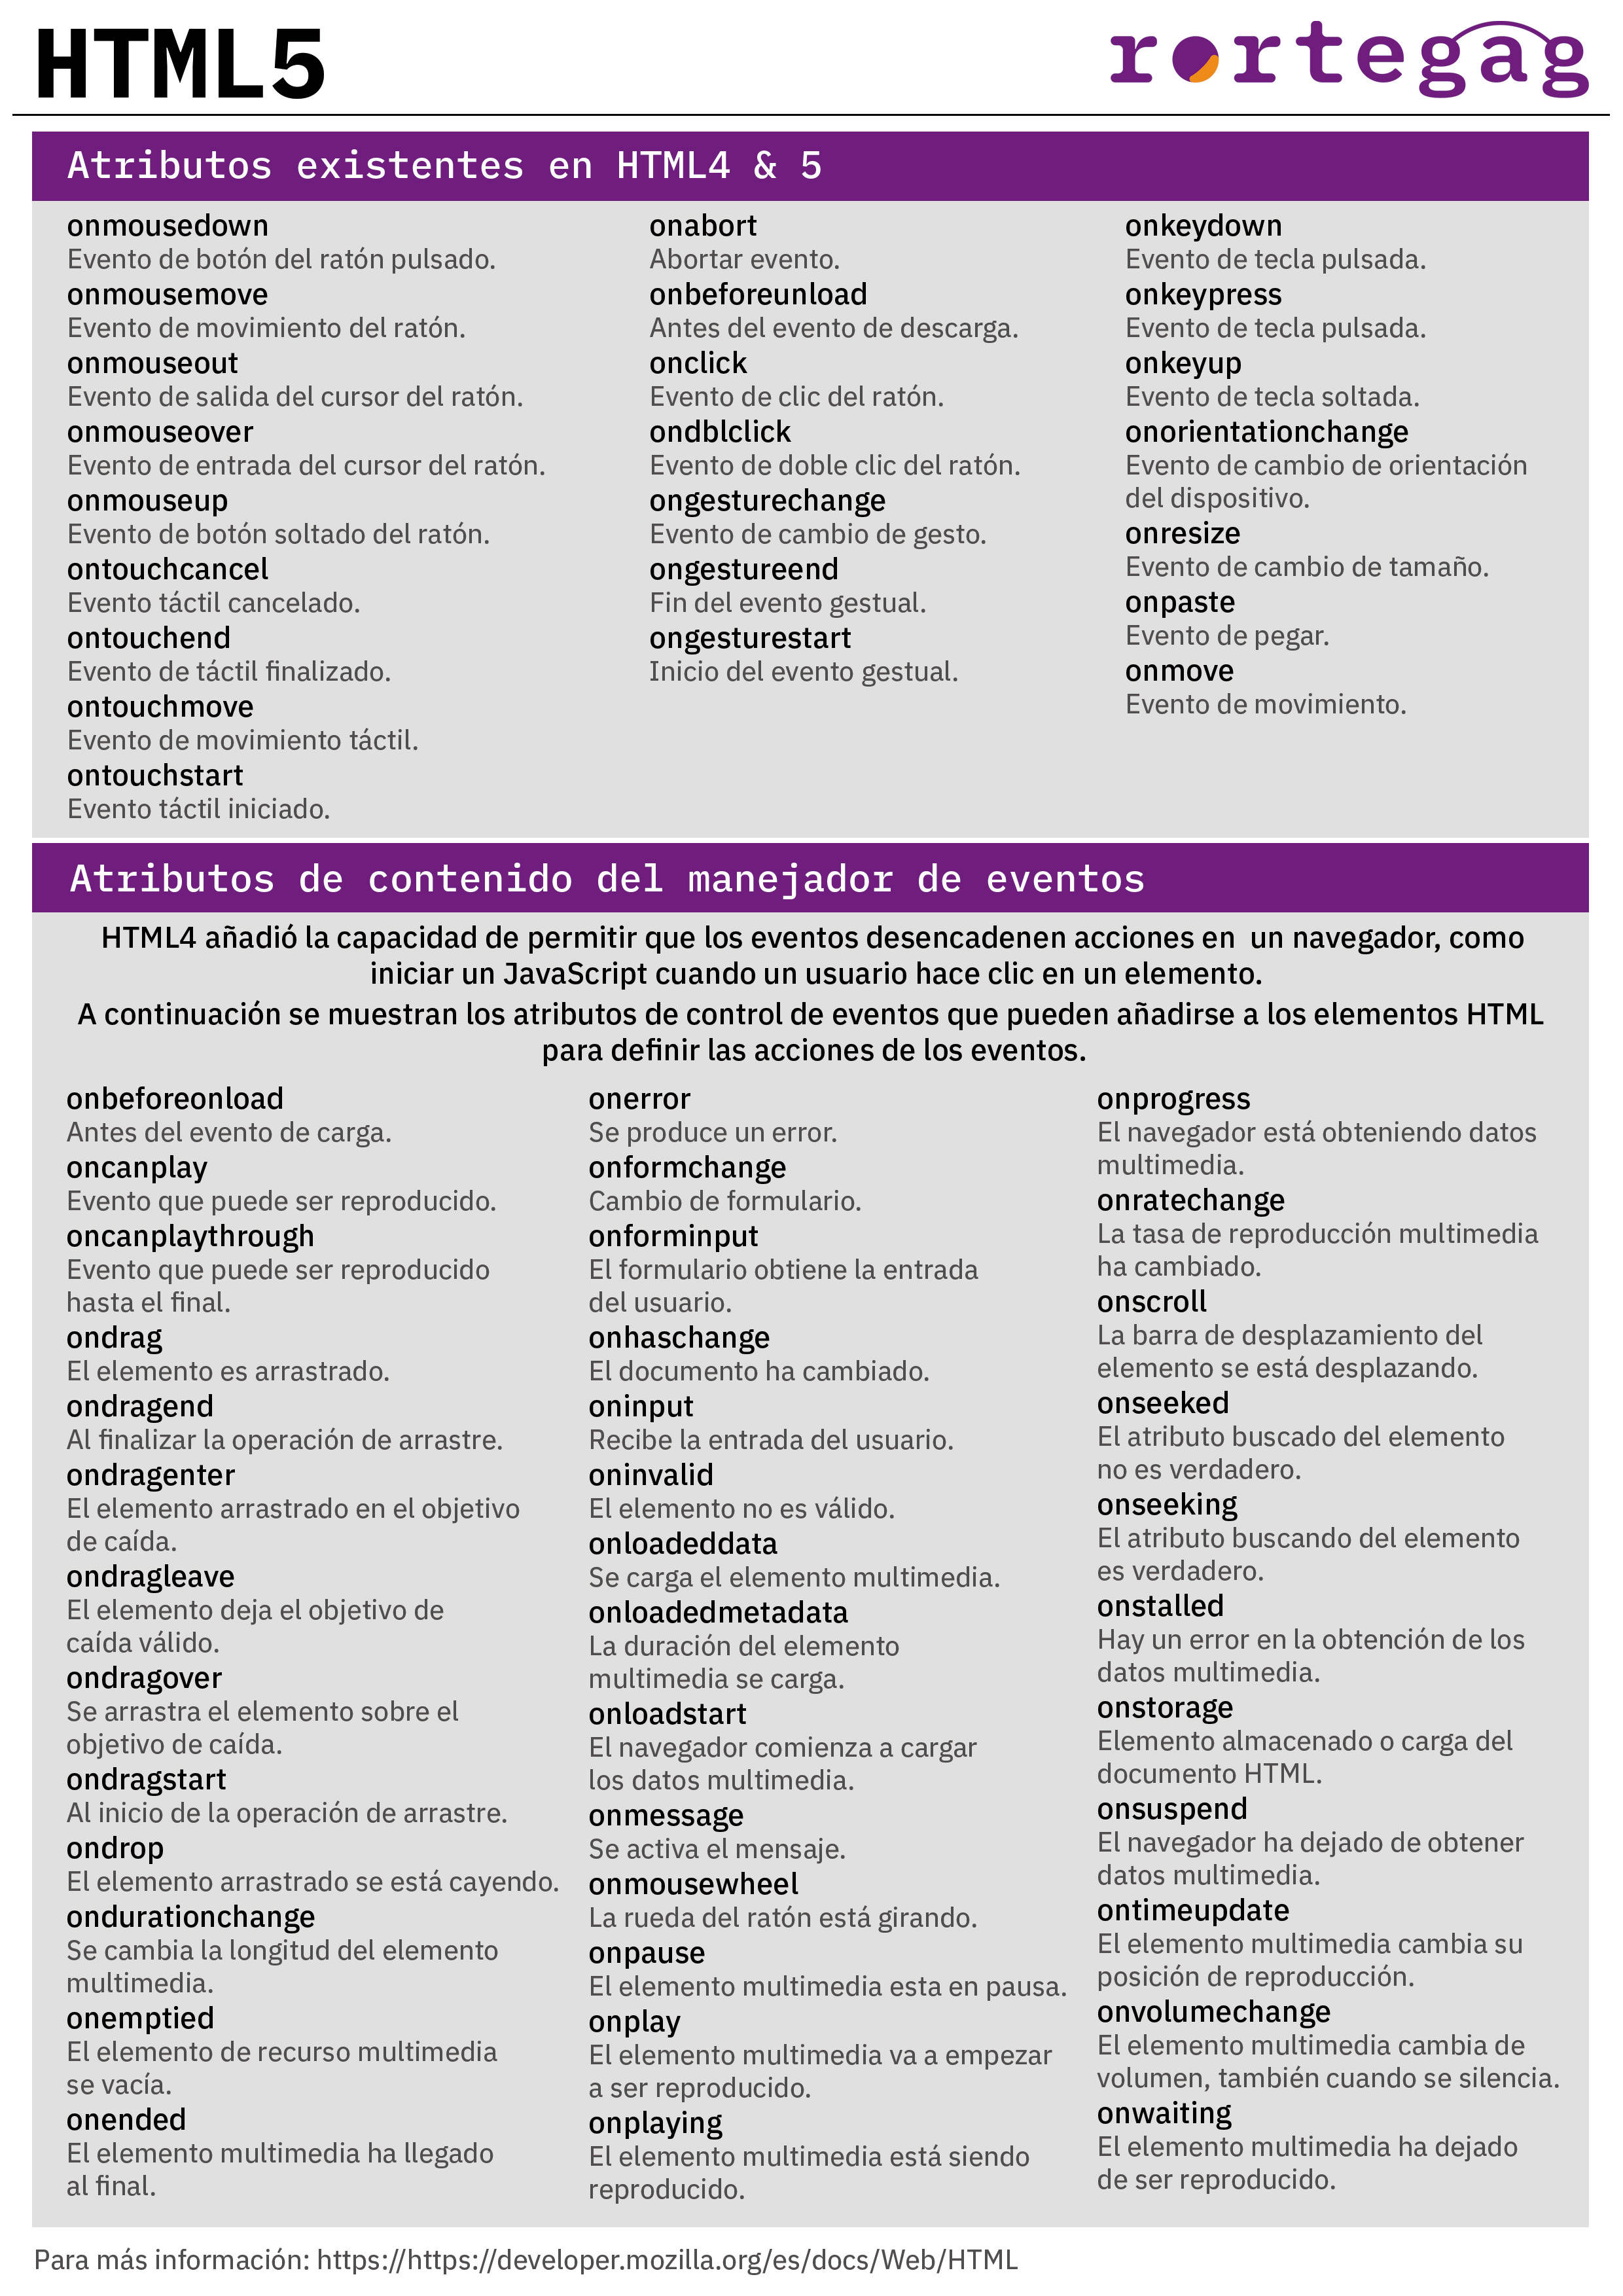 HTML5
rortegag
Atributos existentes en HTML4 & 5
onmousedown
Evento de botón del ratón pulsado.
onmousemove
Evento de movimiento del ratón.
onmouseout
Evento de salida del cursor del ratón.
onmouseover
Evento de entrada del cursor del ratón.
onmouseup
Evento de botón soltado del ratón.
ontouchcancel
Evento táctil cancelado.
ontouchend
Evento de táctil finalizado.
ontouchmove
Evento de movimiento táctil.
ontouchstart
Evento táctil iniciado.
onabort
Abortar evento.
onbeforeunload
Antes del evento de descarga.
onclick
Evento de clic del ratón.
ondblclick
Evento de doble clic del ratón.
ongesturechange
Evento de cambio de gesto.
ongestureend
Fin del evento gestual.
ongesturestart
Inicio del evento gestual.
onkeydown
Evento de tecla pulsada.
onkeypress
Evento de tecla pulsada.
onkeyup
Evento de tecla soltada.
onorientationchange
Evento de cambio de orientación
del dispositivo.
onresize
Evento de cambio de tamaño.
onpaste
Evento de pegar.
onmove
Evento de movimiento.
Atributos de contenido del manejador de eventos
HTML4 añadió la capacidad de permitir que los eventos desencadenen acciones en  un navegador, como
iniciar un JavaScript cuando un usuario hace clic en un elemento.
A continuación se muestran los atributos de control de eventos que pueden añadirse a los elementos HTML
para definir las acciones de los eventos.
onbeforeonload
Antes del evento de carga.
oncanplay
Evento que puede ser reproducido.
oncanplaythrough
Evento que puede ser reproducido
hasta el final.
ondrag
El elemento es arrastrado.
ondragend
Al finalizar la operación de arrastre.
ondragenter
El elemento arrastrado en el objetivo
de caída.
ondragleave
El elemento deja el objetivo de
caída válido.
ondragover
Se arrastra el elemento sobre el
objetivo de caída.
ondragstart
Al inicio de la operación de arrastre.
ondrop
El elemento arrastrado se está cayendo.
ondurationchange
Se cambia la longitud del elemento
multimedia.
onemptied
El elemento de recurso multimedia
se vacía.
onended
El elemento multimedia ha llegado
al final.
onerror
Se produce un error.
onformchange
Cambio de formulario.
onforminput
El formulario obtiene la entrada
del usuario.
onhaschange
El documento ha cambiado.
oninput
Recibe la entrada del usuario.
oninvalid
El elemento no es válido.
onloadeddata
Se carga el elemento multimedia.
onloadedmetadata
La duración del elemento
multimedia se carga.
onloadstart
El navegador comienza a cargar
los datos multimedia.
onmessage
Se activa el mensaje.
onmousewheel
La rueda del ratón está girando.
onpause
El elemento multimedia esta en pausa.
onplay
El elemento multimedia va a empezar
a ser reproducido.
onplaying
El elemento multimedia está siendo
reproducido.
onprogress
El navegador está obteniendo datos
multimedia.
onratechange
La tasa de reproducción multimedia
ha cambiado.
onscroll
La barra de desplazamiento del
elemento se está desplazando.
onseeked
El atributo buscado del elemento
no es verdadero.
onseeking
El atributo buscando del elemento
es verdadero.
onstalled
Hay un error en la obtención de los
datos multimedia.
onstorage
Elemento almacenado o carga del
documento HTML.
onsuspend
El navegador ha dejado de obtener
datos multimedia.
ontimeupdate
El elemento multimedia cambia su
posición de reproducción.
onvolumechange
El elemento multimedia cambia de
volumen, también cuando se silencia.
onwaiting
El elemento multimedia ha dejado
de ser reproducido.
Para más información: https://https://developer.mozilla.org/es/docs/Web/HTML